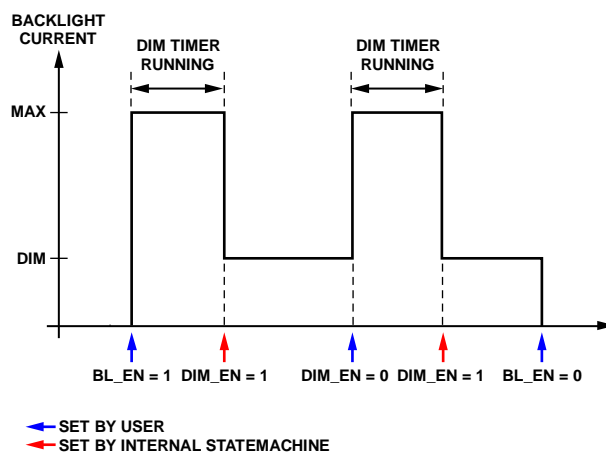 BACKLIGHT
CURRENT
DIM TIMER
RUNNING
DIM TIMER
RUNNING
MAX
DIM
BL_EN = 1
DIM_EN = 1
DIM_EN = 0
DIM_EN = 1
BL_EN = 0
SET BY USER
SET BY INTERNAL STATEMACHINE